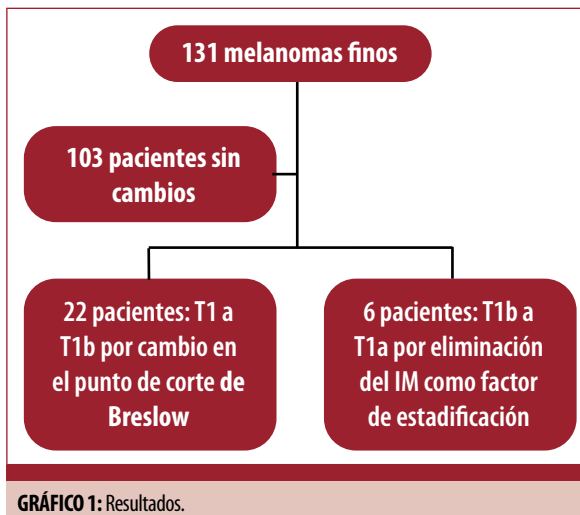 131 melanomas finos
103 pacientes sin
cambios
22 pacientes: T1 a
T1b por cambio en
el punto de corte de
Breslow
6 pacientes: T1b a
T1a por eliminación
del IM como factor
de estadificación
GRÁFICO 1: Resultados.